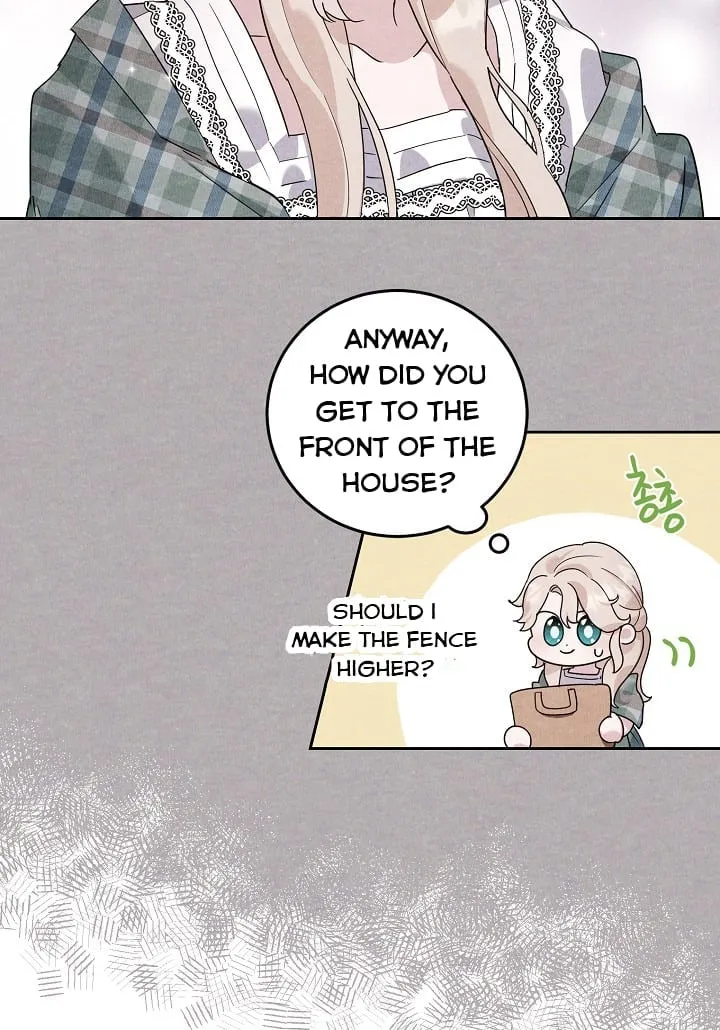 ANYWAY,
HOW DID YOU
GET TO THE
FRONT OF THE
HOUSE?
총총
SHOULD I
MAKE THE FENCE
HIGHER?